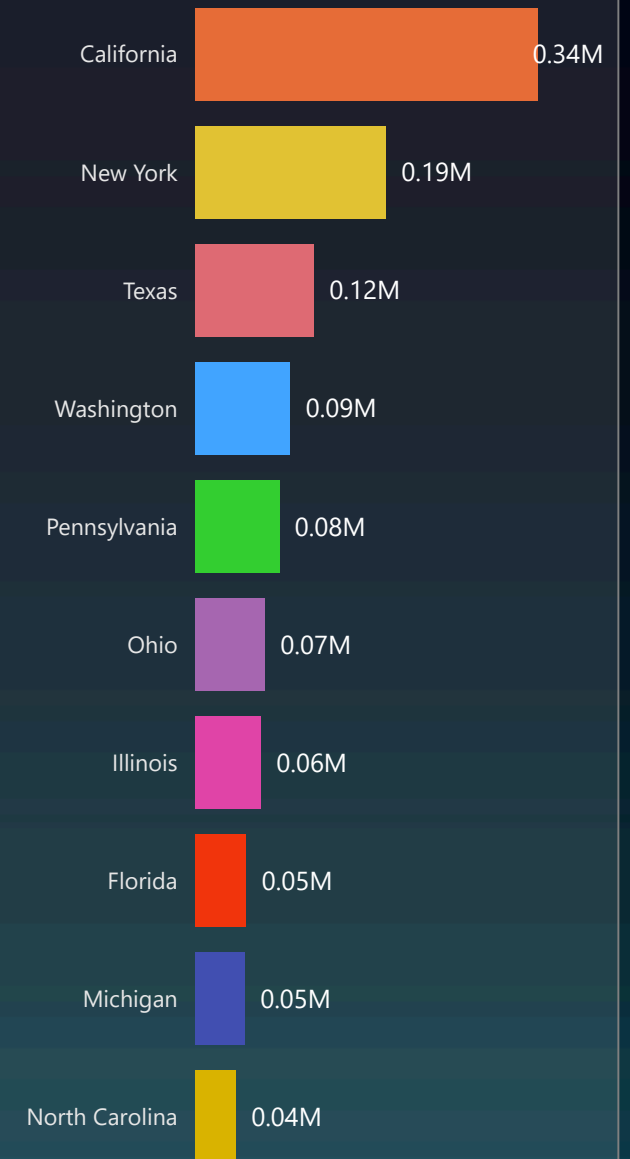 California 0.34M
New York 0.19M
Texas 0.12M
Washington 0.09M
Pennsylvania 0.08M
Ohio 0.07M
Illinois 0.06M
Florida 0.05M
Michigan 0.05M
North Carolina 0.04M